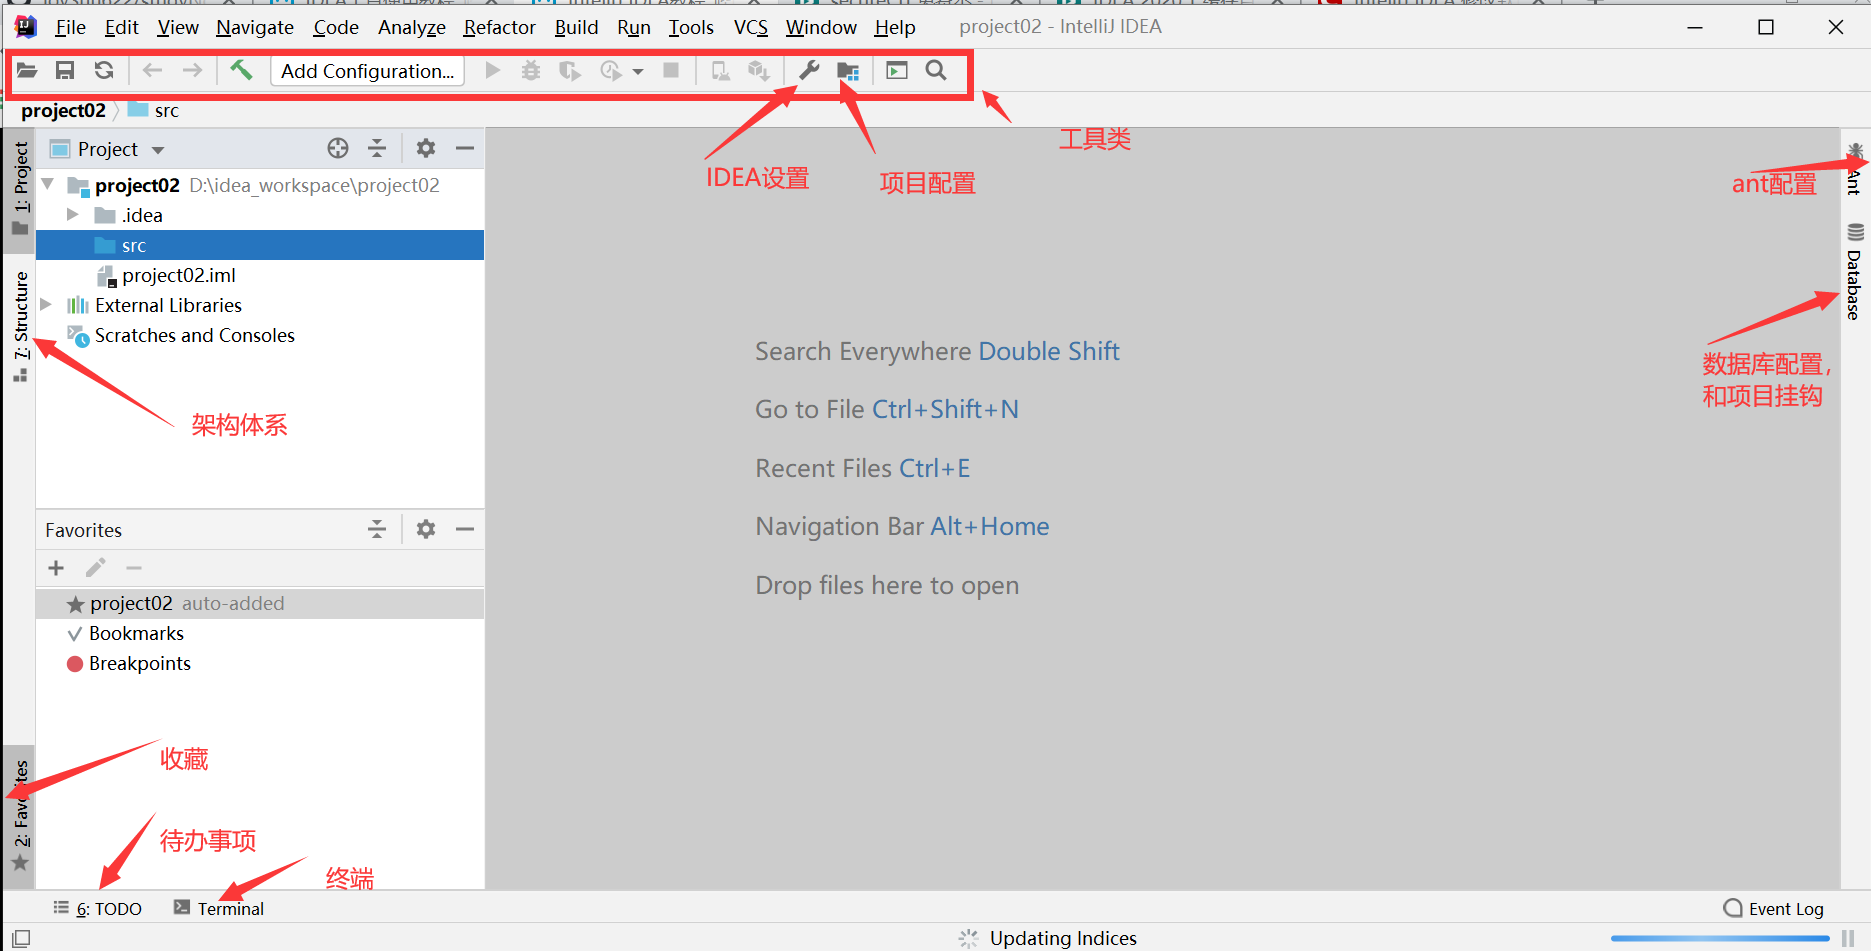 File Edit View Navigate Code Analyze Refactor Build Run Tools VCS Window Help project02 - IntelliJ IDEA
Add Configuration...
project02 src
工具类
IDEA设置
项目配置
ant配置
1: Project
Project
project02 D:\idea_workspace\project02
.idea
src
project02.iml
External Libraries
Scratches and Consoles
7: Structure
架构体系
Search Everywhere Double Shift
Go to File Ctrl+Shift+N
Recent Files Ctrl+E
Navigation Bar Alt+Home
Drop files here to open
Ant
Database
数据库配置，
和项目挂钩
Favorites
project02 auto-added
Bookmarks
Breakpoints
2: Favorites
收藏
待办事项
终端
6: TODO
Terminal
Event Log
Updating Indices